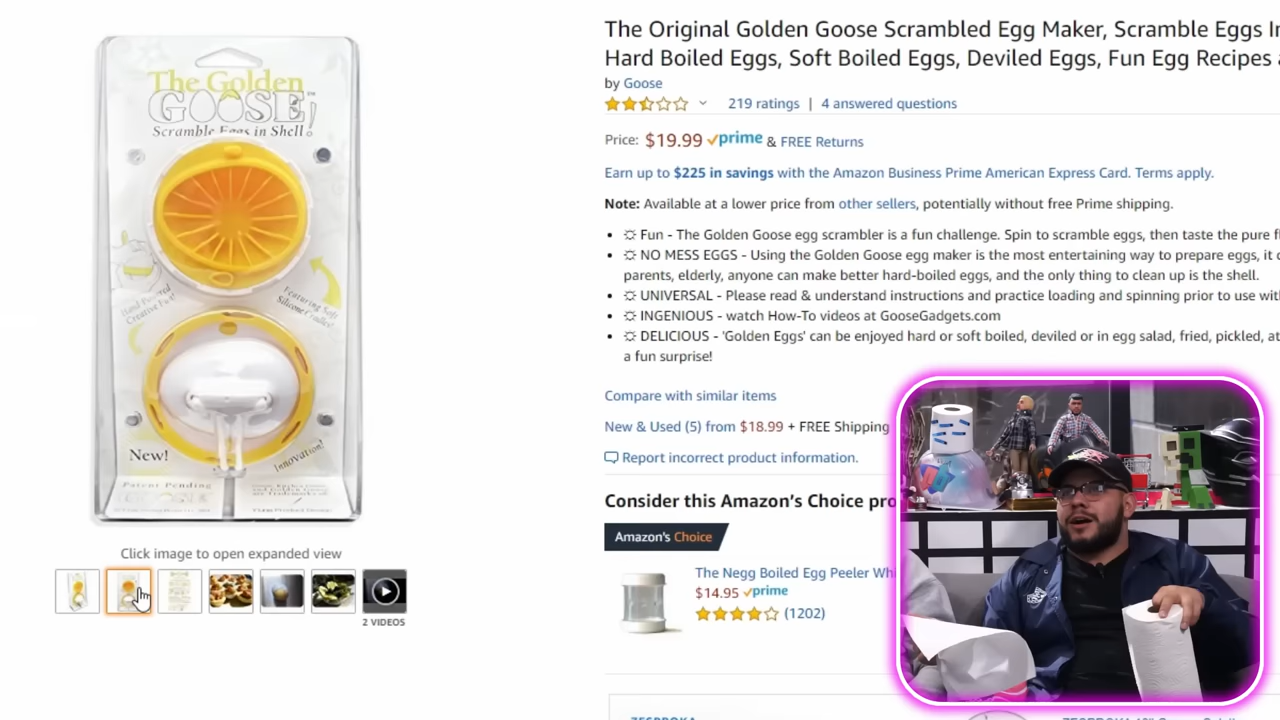 The Golden
GOOSE!
Scramble Eggs in Shell!
Hand Powered
Creative Fun!
Featuring Soft
New!
Innovation!
Patent Pending
Click image to open expanded view
2 VIDEOS
The Original Golden Goose Scrambled Egg Maker, Scramble Eggs In
Hard Boiled Eggs, Soft Boiled Eggs, Deviled Eggs, Fun Egg Recipes
by Goose
219 ratings | 4 answered questions
Price: $19.99 prime & FREE Returns
Earn up to $225 in savings with the Amazon Business Prime American Express Card. Terms apply.
Note: Available at a lower price from other sellers, potentially without free Prime shipping.
• ☼ Fun - The Golden Goose egg scrambler is a fun challenge. Spin to scramble eggs, then taste the pure
• ☼ NO MESS EGGS - Using the Golden Goose egg maker is the most entertaining way to prepare eggs, it
parents, elderly, anyone can make better hard-boiled eggs, and the only thing to clean up is the shell.
• ☼ UNIVERSAL - Please read & understand instructions and practice loading and spinning prior to use
• ☼ INGENIOUS - watch How-To videos at GooseGadgets.com
• ☼ DELICIOUS - 'Golden Eggs' can be enjoyed hard or soft boiled, deviled or in egg salad, fried, pickled,
a fun surprise!
Compare with similar items
New & Used (5) from $18.99 + FREE Shipping
Report incorrect product information.
Consider this Amazon's Choice pro
Amazon's Choice
The Negg Boiled Egg Peeler
$14.95 prime
(1202)